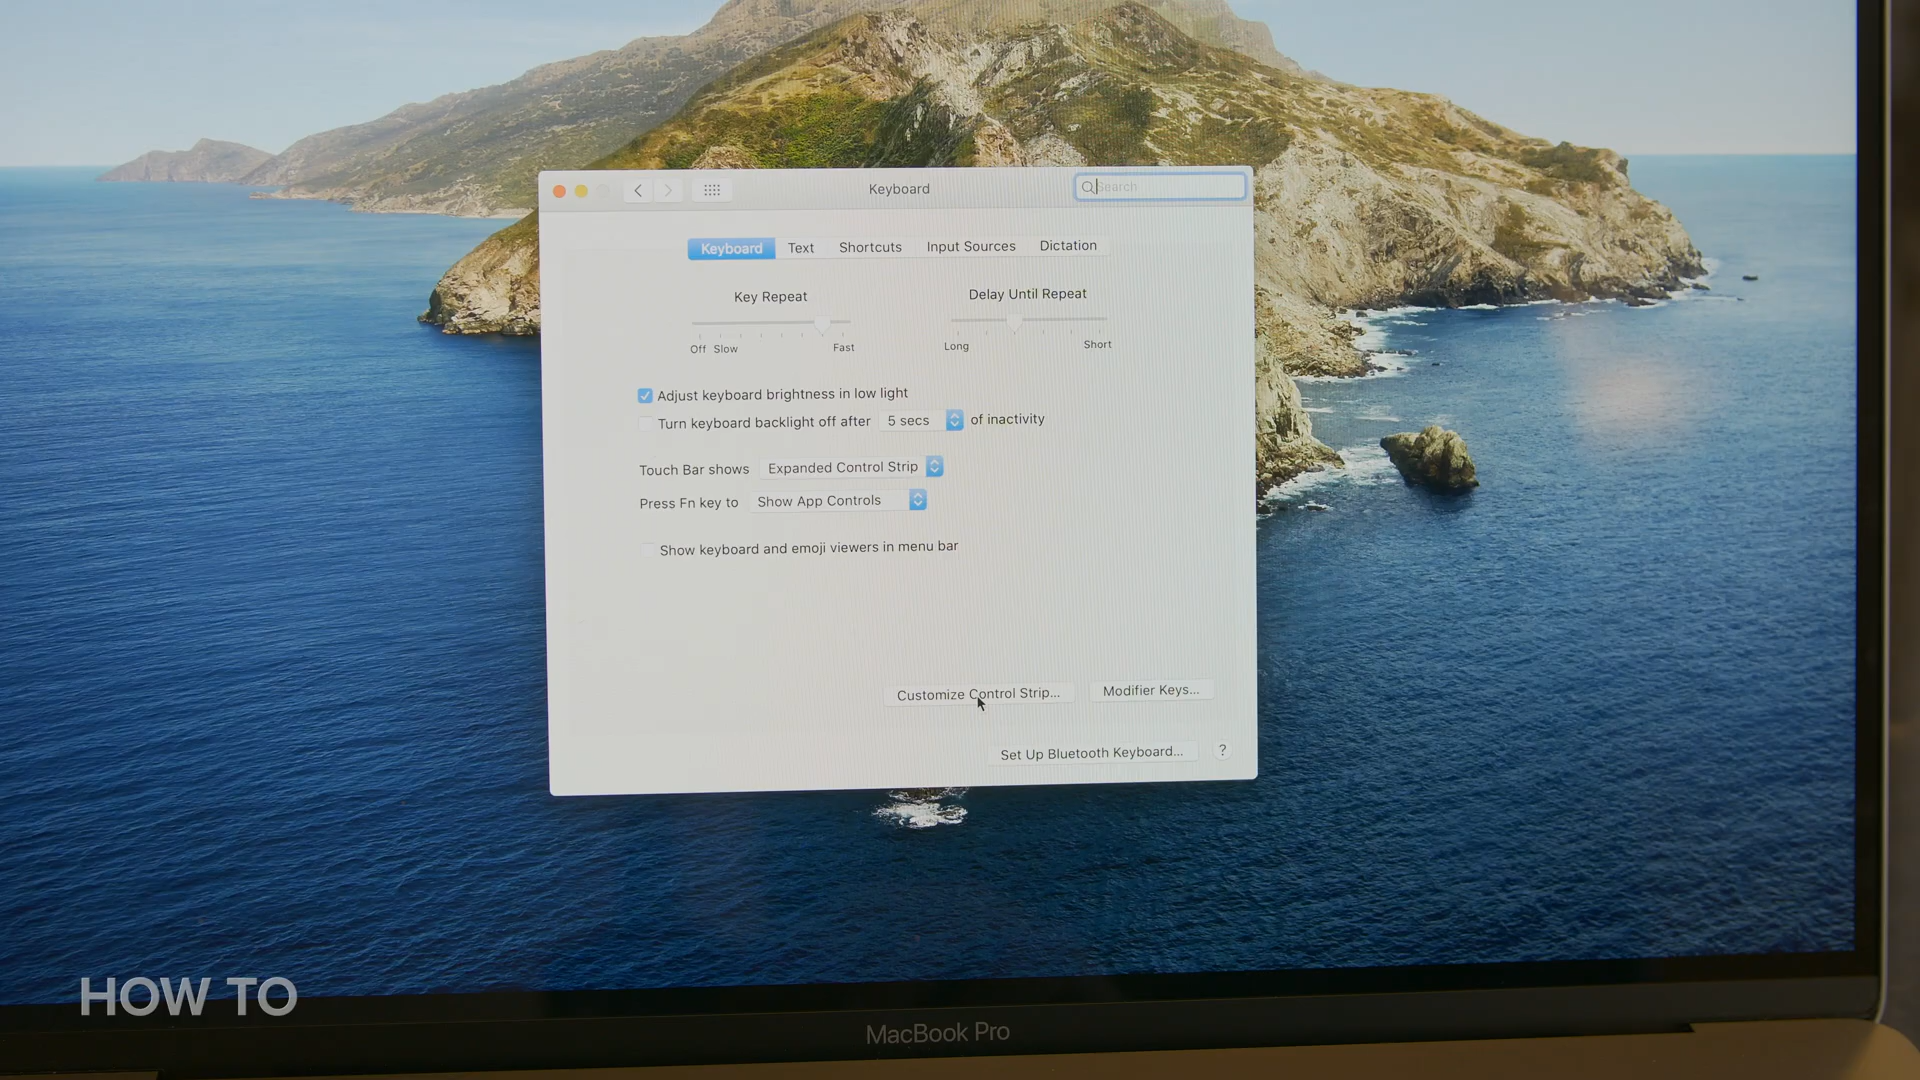 Keyboard
Search
Keyboard Text Shortcuts Input Sources Dictation
Key Repeat Delay Until Repeat
Off Slow Fast Long Short
Adjust keyboard brightness in low light
Turn keyboard backlight off after 5 secs of inactivity
Touch Bar shows Expanded Control Strip
Press Fn key to Show App Controls
Show keyboard and emoji viewers in menu bar
Customize Control Strip... Modifier Keys...
Set Up Bluetooth Keyboard... ?
HOW TO
MacBook Pro